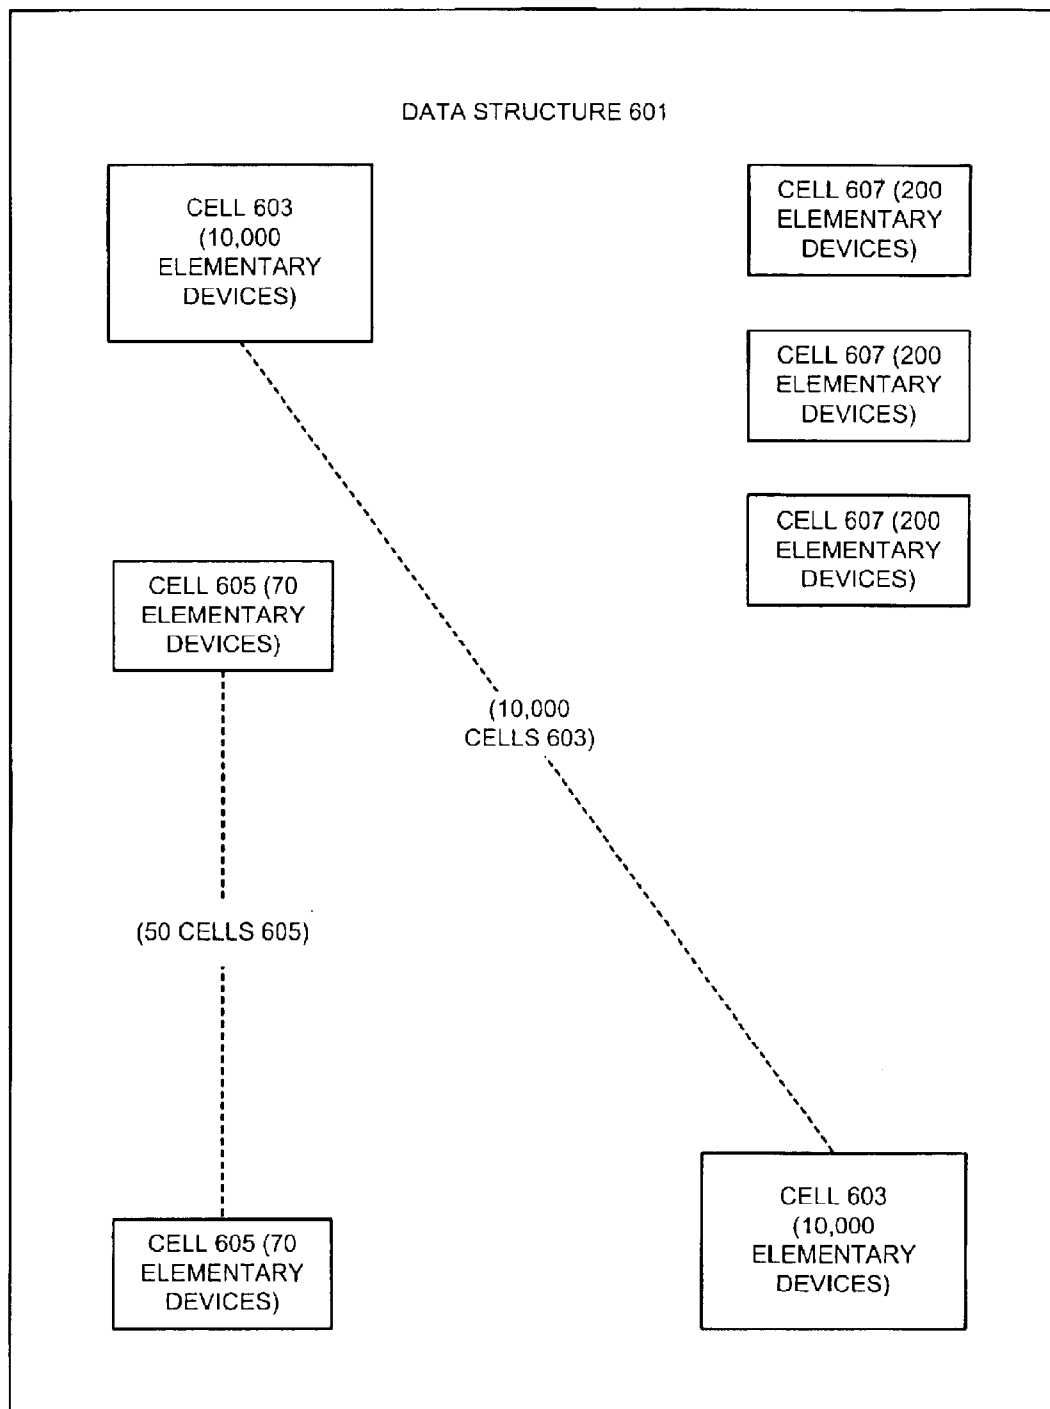 DATA STRUCTURE 601
CELL 603
(10,000
ELEMENTARY
DEVICES)
CELL 607 (200
ELEMENTARY
DEVICES)
CELL 607 (200
ELEMENTARY
DEVICES)
CELL 607 (200
ELEMENTARY
DEVICES)
CELL 605 (70
ELEMENTARY
DEVICES)
(10,000
CELLS 603)
(50 CELLS 605)
CELL 605 (70
ELEMENTARY
DEVICES)
CELL 603
(10,000
ELEMENTARY
DEVICES)